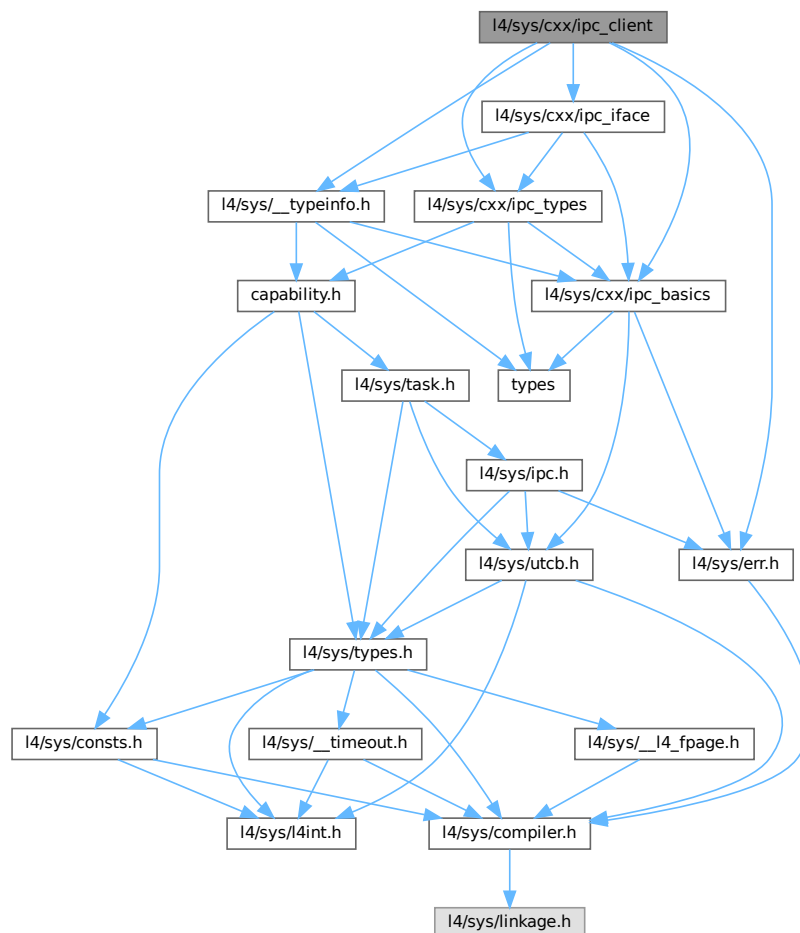 l4/sys/cxx/ipc_client
l4/sys/cxx/ipc_iface
l4/sys/__typeinfo.h
l4/sys/cxx/ipc_types
capability.h
l4/sys/cxx/ipc_basics
l4/sys/task.h
types
l4/sys/ipc.h
l4/sys/utcb.h
l4/sys/err.h
l4/sys/types.h
l4/sys/consts.h
l4/sys/__timeout.h
l4/sys/__l4_fpage.h
l4/sys/l4int.h
l4/sys/compiler.h
l4/sys/linkage.h